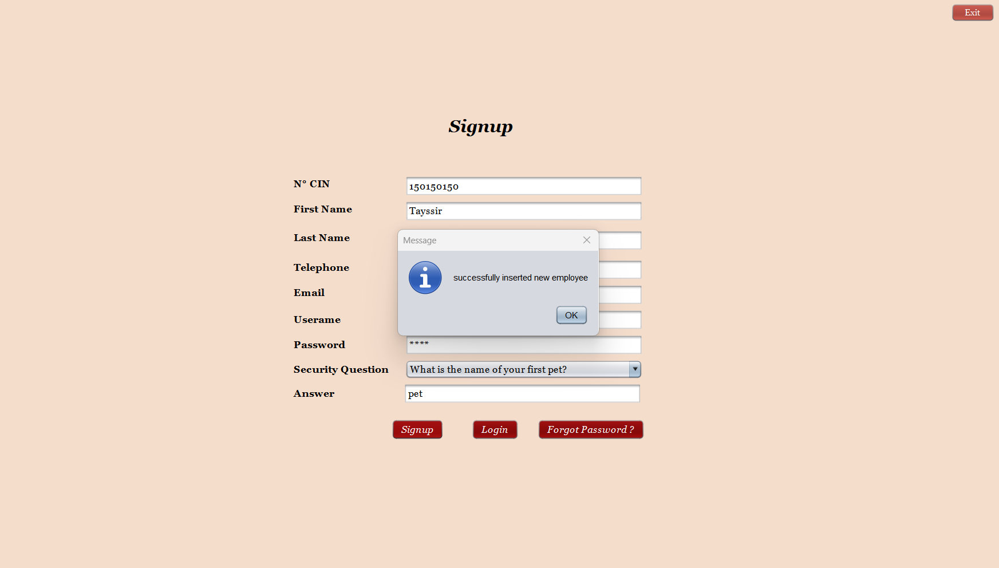 Exit
Signup
N° CIN 150150150
First Name Tayssir
Last Name
Message
Telephone
successfully inserted new employee
Email
OK
Userame
Password ****
Security Question What is the name of your first pet?
Answer pet
Signup Login Forgot Password ?